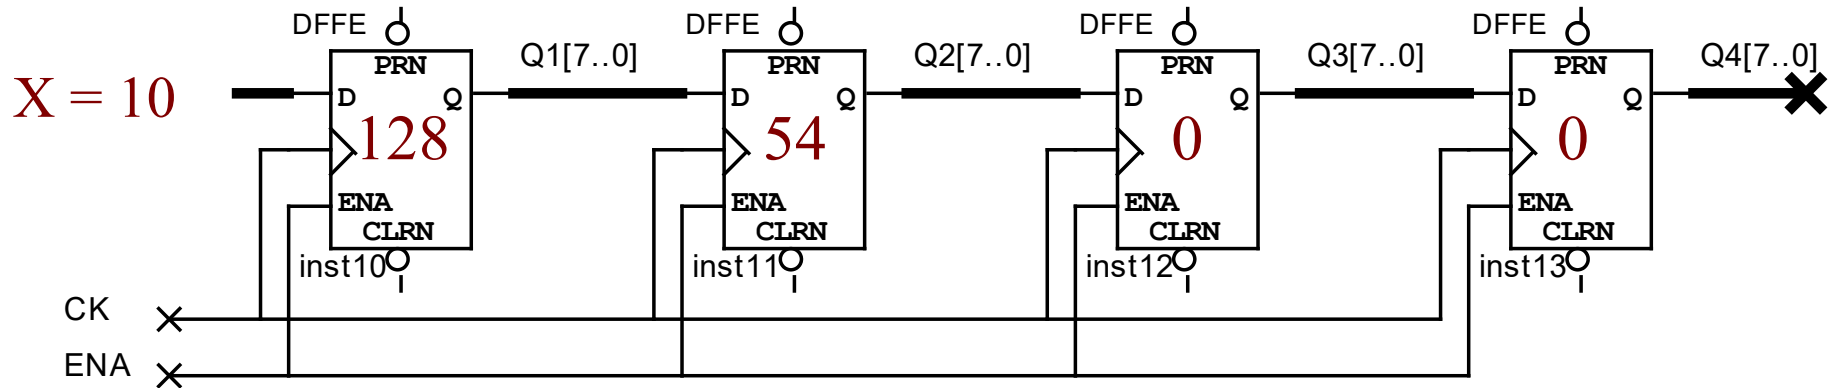 DFFE DFFE DFFE DFFE
PRN Q1[7..0] PRN Q2[7..0] PRN Q3[7..0] PRN Q4[7..0]
X = 10 D Q D Q D Q D Q
128 54 0 0
ENA ENA ENA ENA
CLRN CLRN CLRN CLRN
inst10 inst11 inst12 inst13
CK
ENA